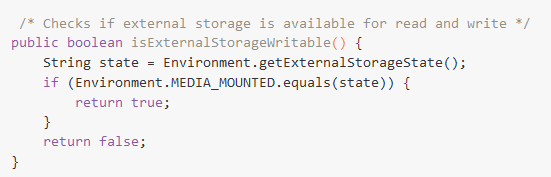 /* Checks if external storage is available for read and write */
public boolean isExternalStorageWritable() {
    String state = Environment.getExternalStorageState();
    if (Environment.MEDIA_MOUNTED.equals(state)) {
        return true;
    }
    return false;
}